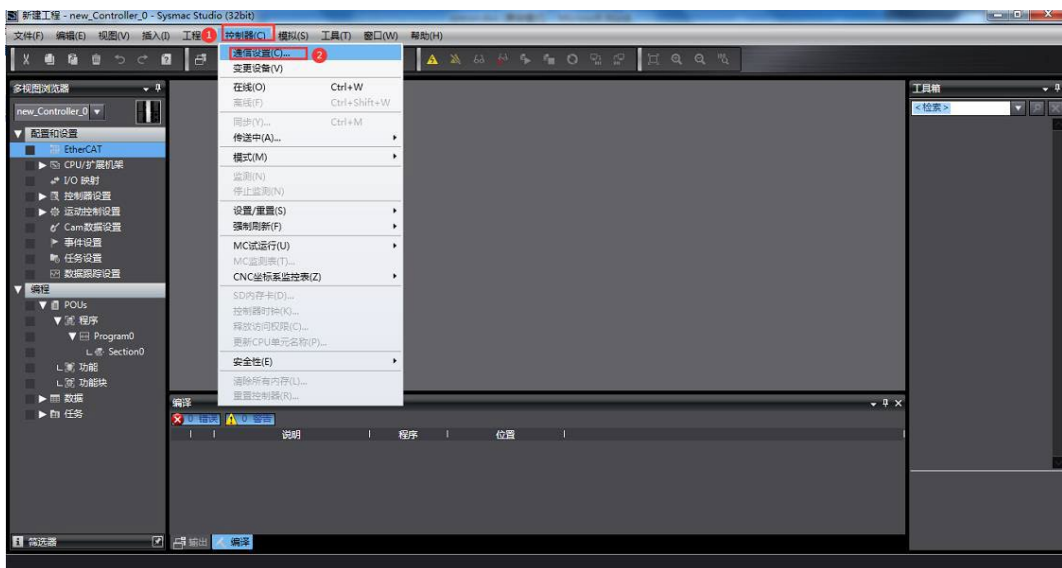 新建工程 - new_Controller_0 - Sysmac Studio (32bit)
文件(F) 编辑(E) 视图(V) 插入(I) 工程 1 控制器(C) 模拟(S) 工具(T) 窗口(W) 帮助(H)
通信设置(C)... 2
变更设备(V)
在线(O) Ctrl+W
离线(F) Ctrl+Shift+W
同步(Y)... Ctrl+M
传送中(A)...
模式(M)
监测(N)
停止监测(N)
设置/重置(S)
强制刷新(F)
MC试运行(U)
MC监测表(T)...
CNC坐标系监控表(Z)
SD内存卡(D)...
控制器时钟(K)...
释放访问权限(C)...
更新CPU单元名称(P)...
安全性(E)
清除所有内存(L)...
重置控制器(R)...
多视图浏览器
new_Controller_0
配置和设置
EtherCAT
CPU/扩展机架
I/O 映射
控制器设置
运动控制设置
Cam数据设置
事件设置
任务设置
数据跟踪设置
编程
POUs
程序
Program0
Section0
功能
功能块
数据
任务
筛选器
编译
0 错误 0 警告
说明 程序 位置
输出 编译
工具箱
<检索>